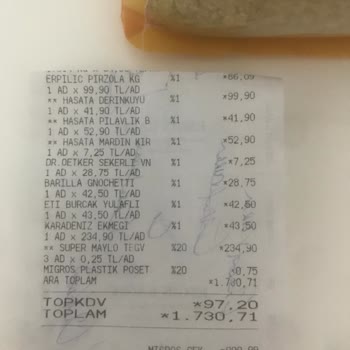 ERPILIC PIRZOLA KG %1 *86,09
1 AD x 99,90 TL/AD
** HASATA DERINKUYU %1 *99,90
1 AD x 41,90 TL/AD
** HASATA PILAVLIK B %1 *41,90
1 AD x 52,90 TL/AD
** HASATA MARDIN KIR %1 *52,90
1 AD x 7,25 TL/AD
DR.OETKER SEKERLI VN %1 *7,25
1 AD x 28,75 TL/AD
BARILLA GNOCHETTI %1 *28,75
1 AD x 42,50 TL/AD
ETI BURCAK YULAFLI %1 *42,50
1 AD x 43,50 TL/AD
KARADENIZ EKMEGI %1 *43,50
1 AD x 234,90 TL/AD
** SUPER MAYLO TEGV %20 *234,90
3 AD x 0,25 TL/AD
MIGROS PLASTIK POSET %20 *0,75
ARA TOPLAM *1.730,71
TOPKDV *97,20
TOPLAM *1.730,71